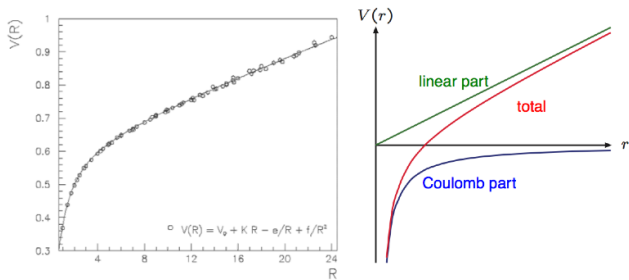 V(R)
1
0.9
0.8
0.7
0.6
0.5
0.4
0.3
4
8
12
16
20
24
R
V(R) = V₀ + K R − e/R + f/R²
V(r)
linear part
total
r
Coulomb part